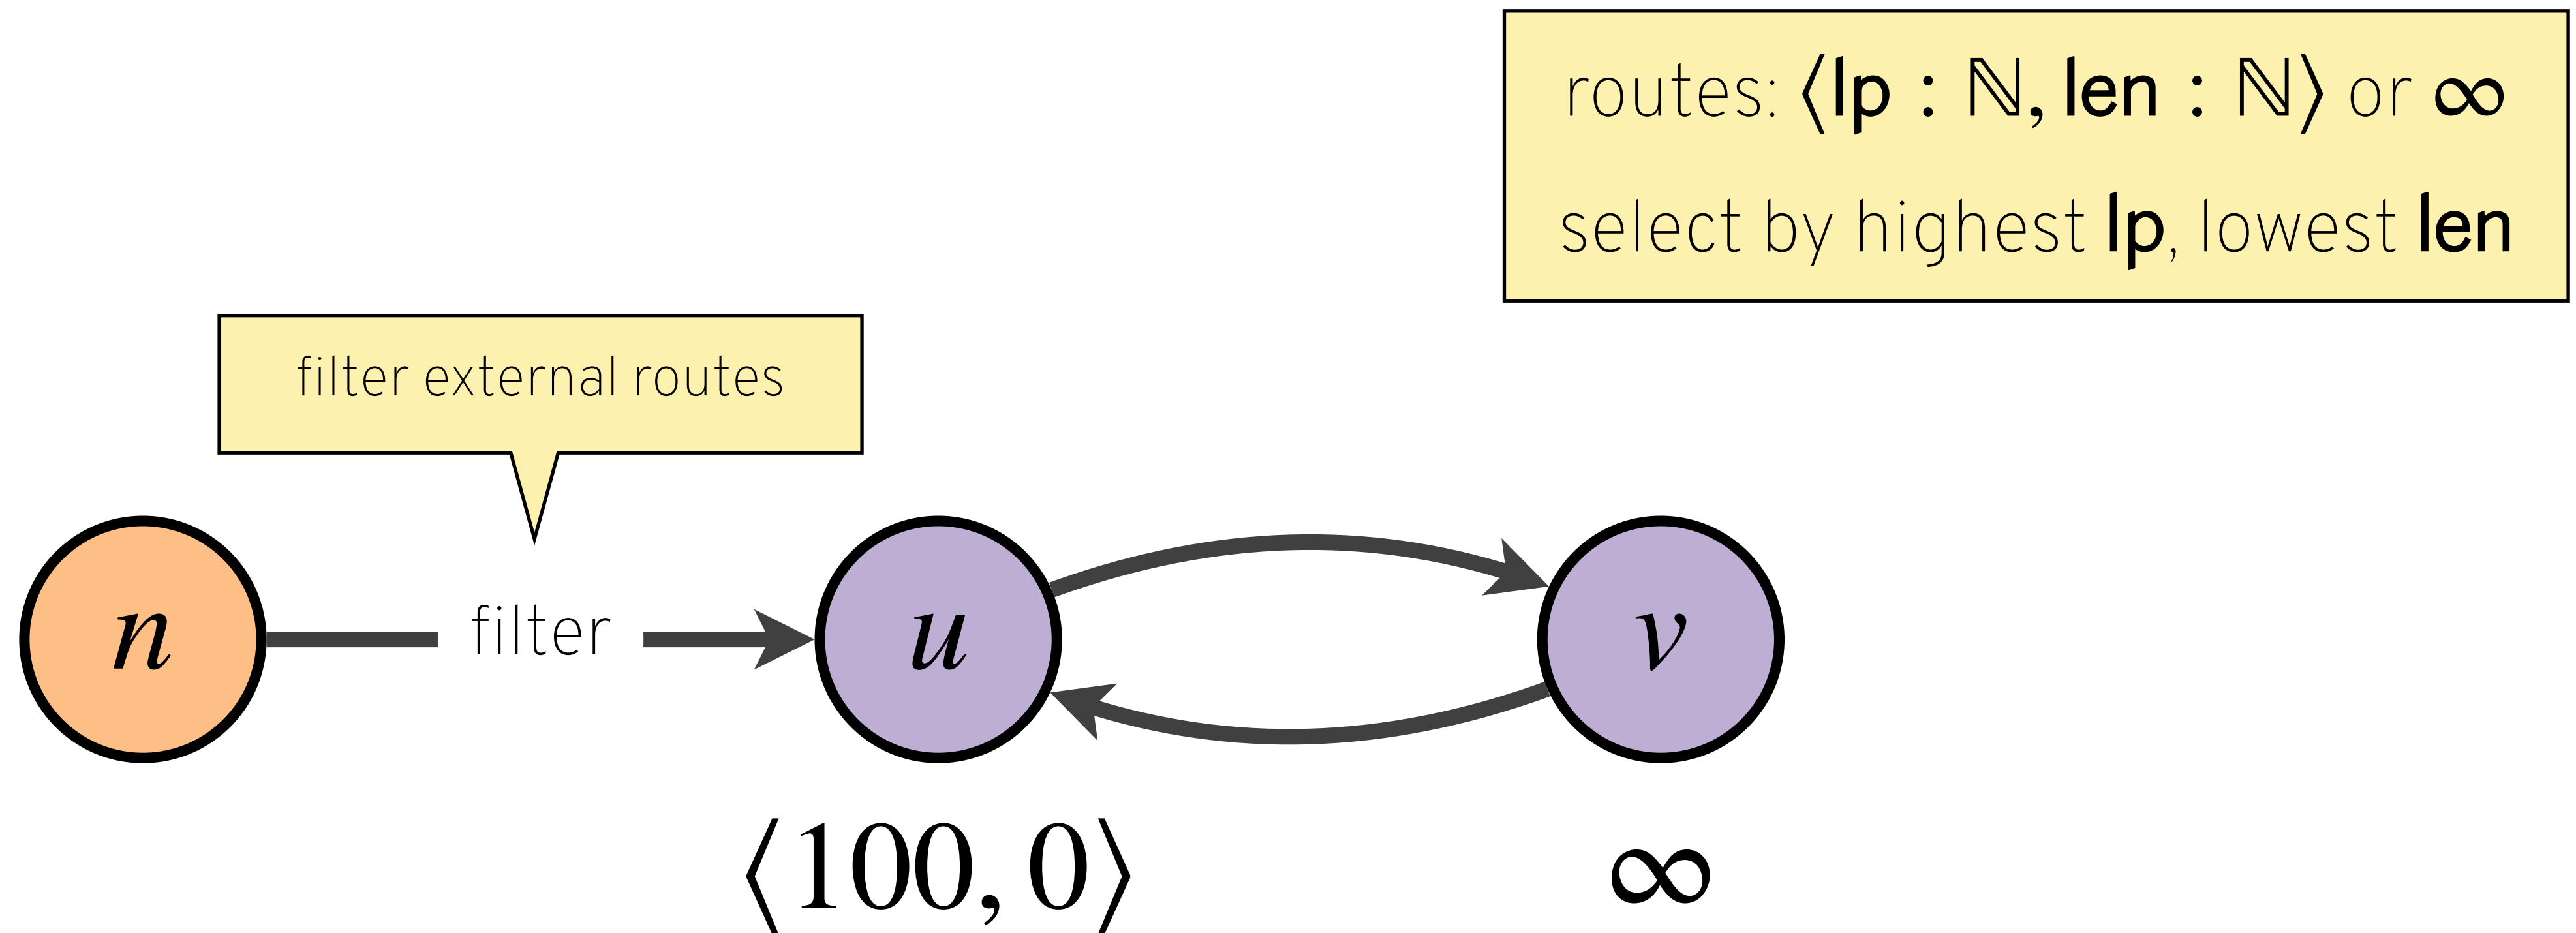 routes: ⟨lp : ℕ, len : ℕ⟩ or ∞
select by highest lp, lowest len
filter external routes
n
filter
u
v
⟨100, 0⟩
∞